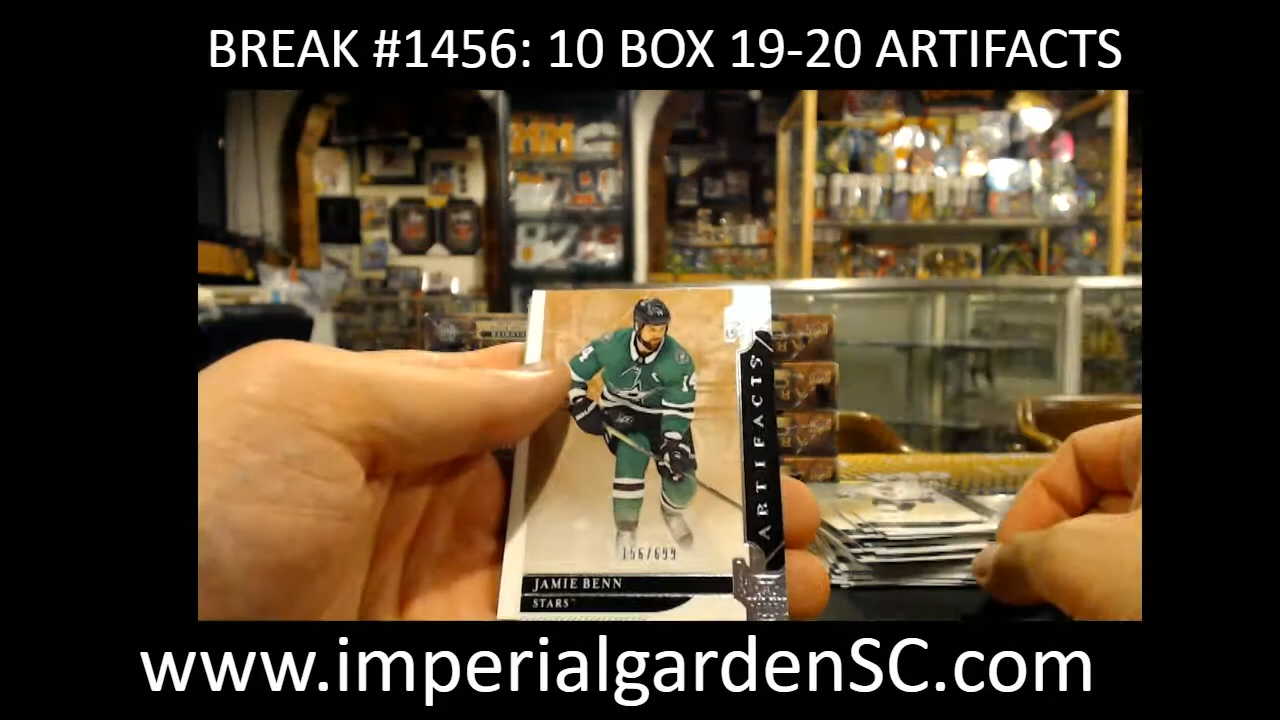 BREAK #1456: 10 BOX 19-20 ARTIFACTS
ARTIFACTS
14
156/699
JAMIE BENN
STARS
www.imperialgardenSC.com